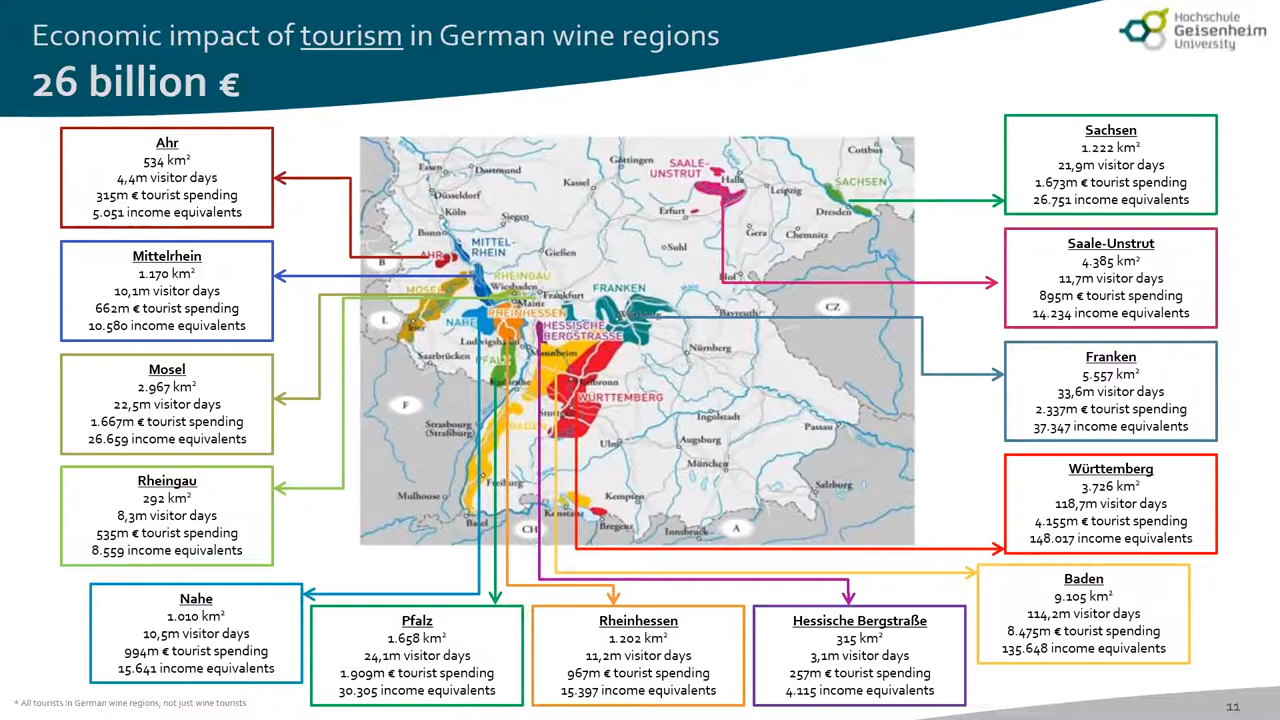 Economic impact of tourism in German wine regions
26 billion €
Hochschule
Geisenheim
University
Ahr
534 km²
4,4m visitor days
315m € tourist spending
5.051 income equivalents
Mittelrhein
1.170 km²
10,1m visitor days
662m € tourist spending
10.580 income equivalents
Mosel
2.967 km²
22,5m visitor days
1.667m € tourist spending
26.659 income equivalents
Rheingau
292 km²
8,3m visitor days
535m € tourist spending
8.559 income equivalents
Nahe
1.010 km²
10,5m visitor days
994m € tourist spending
15.641 income equivalents
Pfalz
1.658 km²
24,1m visitor days
1.909m € tourist spending
30.305 income equivalents
Rheinhessen
1.202 km²
11,2m visitor days
967m € tourist spending
15.397 income equivalents
Hessische Bergstraße
315 km²
3,1m visitor days
257m € tourist spending
4.115 income equivalents
Sachsen
1.222 km²
21,9m visitor days
1.673m € tourist spending
26.751 income equivalents
Saale-Unstrut
4.385 km²
11,7m visitor days
895m € tourist spending
14.234 income equivalents
Franken
5.557 km²
33,6m visitor days
2.337m € tourist spending
37.347 income equivalents
Württemberg
3.726 km²
118,7m visitor days
4.155m € tourist spending
148.017 income equivalents
Baden
9.105 km²
114,2m visitor days
8.475m € tourist spending
135.648 income equivalents
Essen
Dortmund
Göttingen
Cottbus
Kassel
SAALE-
UNSTRUT
Halle
Leipzig
SACHSEN
Düsseldorf
Köln
Siegen
Erfurt
Dresden
Bonn
Gera
Chemnitz
MITTEL-
RHEIN
Gießen
Suhl
B
AHR
Hof
RHEINGAU
Wiesbaden
MOSEL
Frankfurt
Mainz
FRANKEN
CZ
L
Trier
NAHE
RHEINHESSEN
Bayreuth
HESSISCHE
BERGSTRASSE
Saarbrücken
Mannheim
Nürnberg
PFALZ
F
WÜRTTEMBERG
Strasbourg
(Straßburg)
BADEN
Ingolstadt
Passau
Ulm
Augsburg
München
Freiburg
Mulhouse
Kempten
Salzburg
Basel
CH
Konstanz
Bregenz
Innsbruck
A
* All tourists in German wine regions, not just wine tourists
11